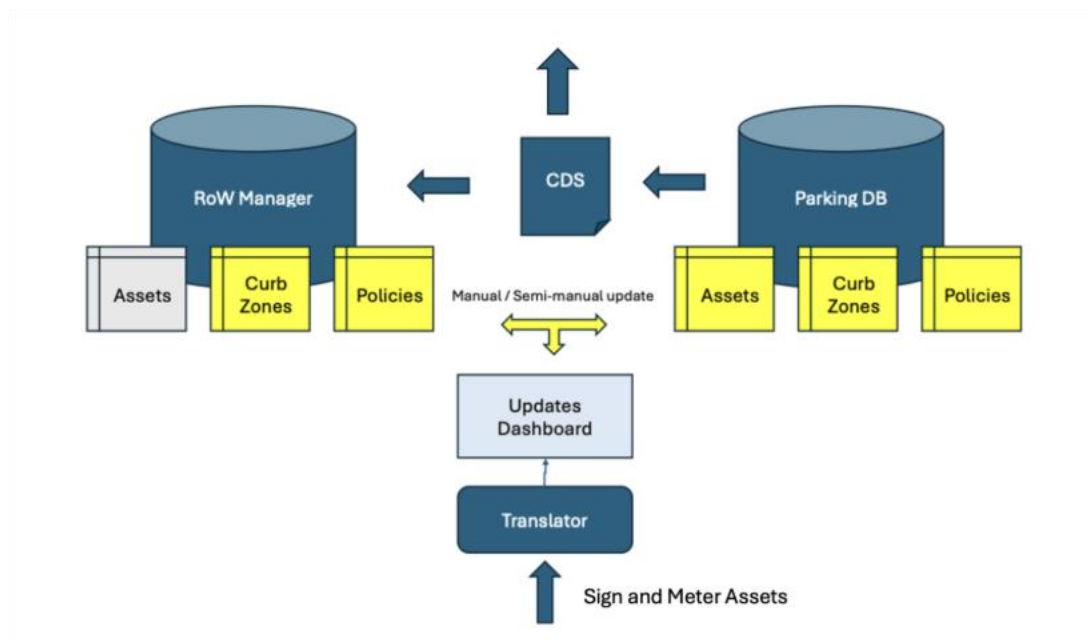 CDS
RoW Manager
Parking DB
Assets
Curb
Zones
Policies
Manual / Semi-manual update
Assets
Curb
Zones
Policies
Updates
Dashboard
Translator
Sign and Meter Assets